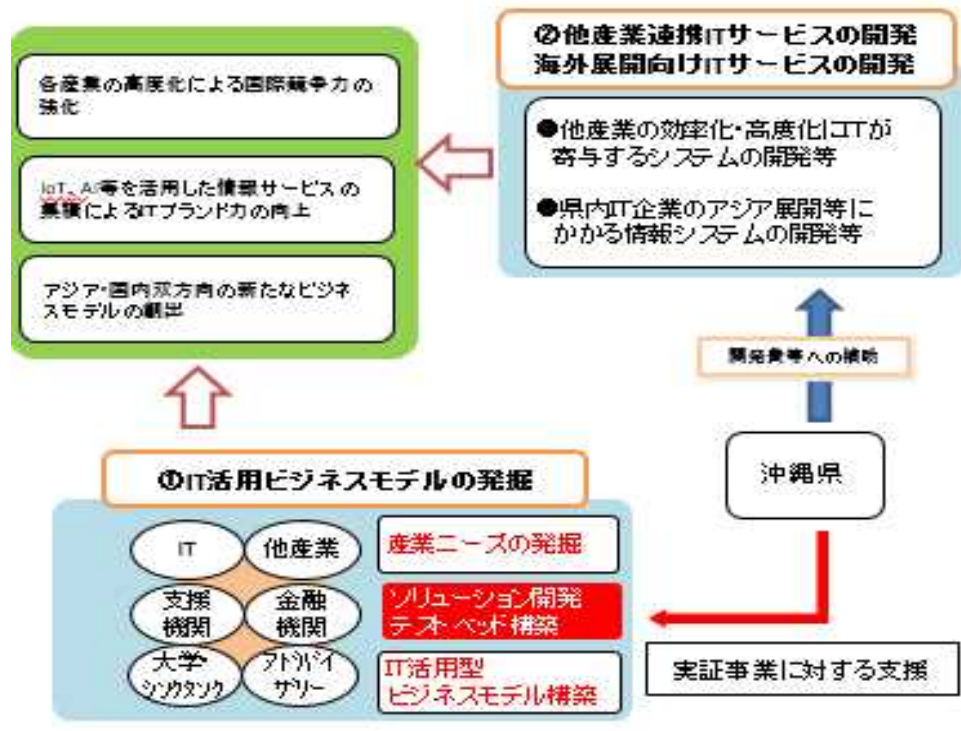 ②他産業連携ITサービスの開発
海外展開向けITサービスの開発
各産業の高度化による国際競争力の
強化
●他産業の効率化・高度化にITが
寄与するシステムの開発等
IoT、AI等を活用した情報サービスの
集積によるITブランド力の向上
●県内IT企業のアジア展開等に
かかる情報システムの開発等
アジア・国内双方向の新たなビジネ
スモデルの創出
開発費等への補助
①IT活用ビジネスモデルの発掘
沖縄県
IT
他産業
産業ニーズの発掘
支援
機関
金融
機関
ソリューション開発
テストベッド構築
大学・
シンクタンク
アドバイ
ザリー
IT活用型
ビジネスモデル構築
実証事業に対する支援